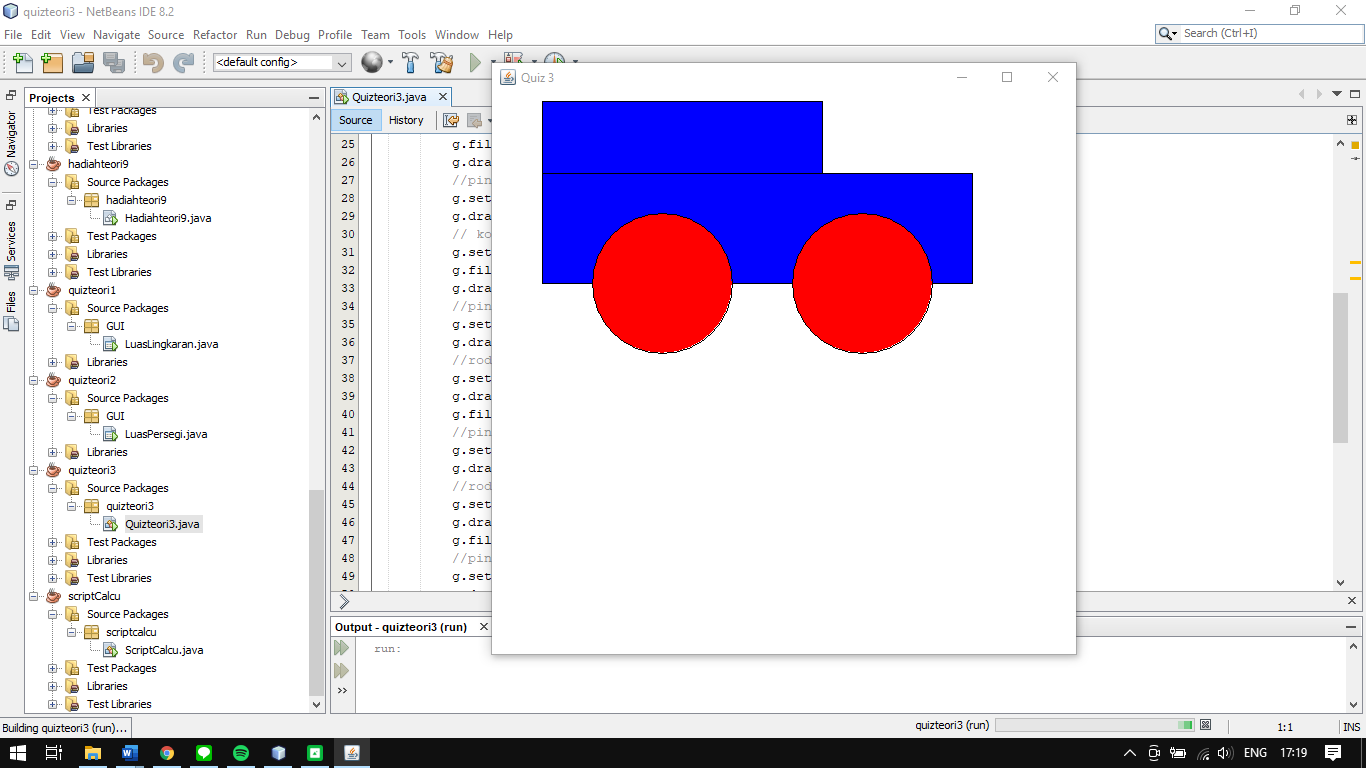 quizteori3 - NetBeans IDE 8.2
File Edit View Navigate Source Refactor Run Debug Profile Team Tools Window Help
Search (Ctrl+I)
<default config>
Quiz 3
Projects
Navigator
Services
Files
Test Packages
Libraries
Test Libraries
hadiahteori9
Source Packages
hadiahteori9
Hadiahteori9.java
Test Packages
Libraries
Test Libraries
quizteori1
Source Packages
GUI
LuasLingkaran.java
Libraries
quizteori2
Source Packages
GUI
LuasPersegi.java
Libraries
quizteori3
Source Packages
quizteori3
Quizteori3.java
Test Packages
Libraries
Test Libraries
scriptCalcu
Source Packages
scriptcalcu
ScriptCalcu.java
Test Packages
Libraries
Test Libraries
Quizteori3.java
Source History
25 g.fil
26 g.dra
27 //pin
28 g.set
29 g.dra
30 // ko
31 g.set
32 g.fil
33 g.dra
34 //pin
35 g.set
36 g.dra
37 //rod
38 g.set
39 g.dra
40 g.fil
41 //pin
42 g.set
43 g.dra
44 //rod
45 g.set
46 g.dra
47 g.fil
48 //pin
49 g.set
Output - quizteori3 (run)
run:
Building quizteori3 (run)...
quizteori3 (run)
1:1
INS
ENG
17:19